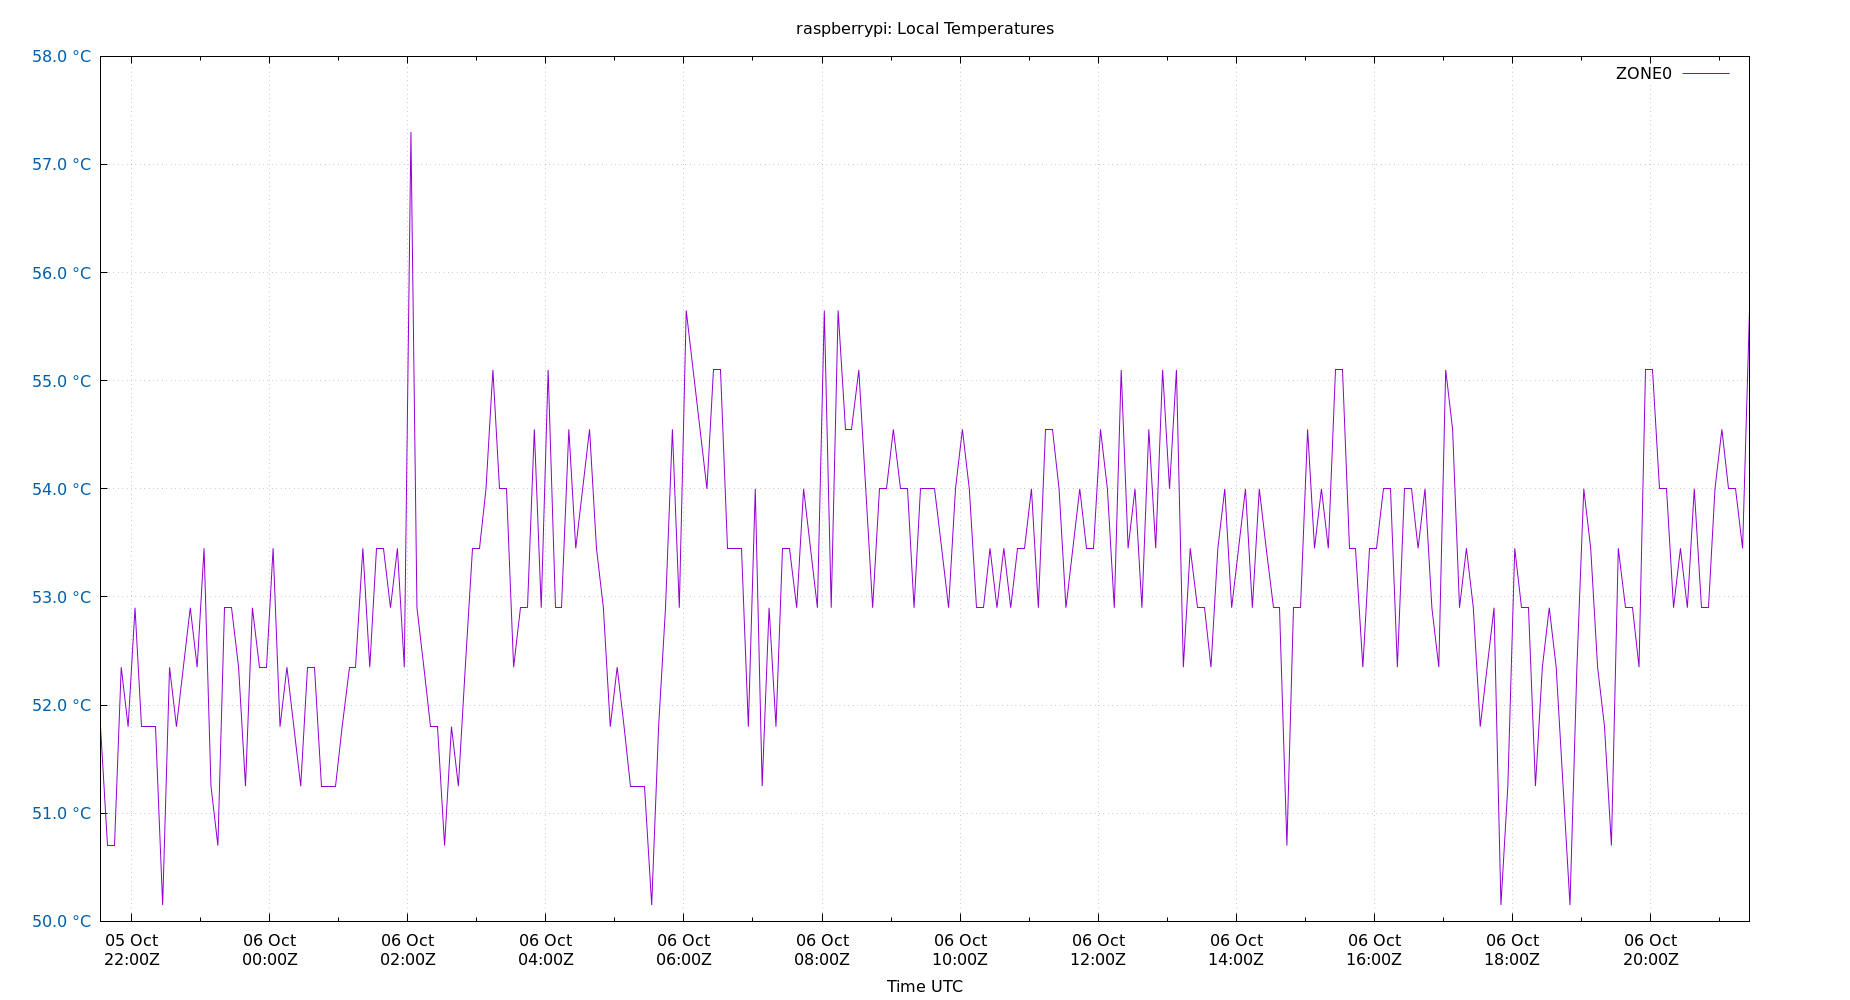 raspberrypi: Local Temperatures
ZONE0
58.0 °C
57.0 °C
56.0 °C
55.0 °C
54.0 °C
53.0 °C
52.0 °C
51.0 °C
50.0 °C
05 Oct 06 Oct 06 Oct 06 Oct 06 Oct 06 Oct 06 Oct 06 Oct 06 Oct 06 Oct 06 Oct 06 Oct
22:00Z 00:00Z 02:00Z 04:00Z 06:00Z 08:00Z 10:00Z 12:00Z 14:00Z 16:00Z 18:00Z 20:00Z
Time UTC